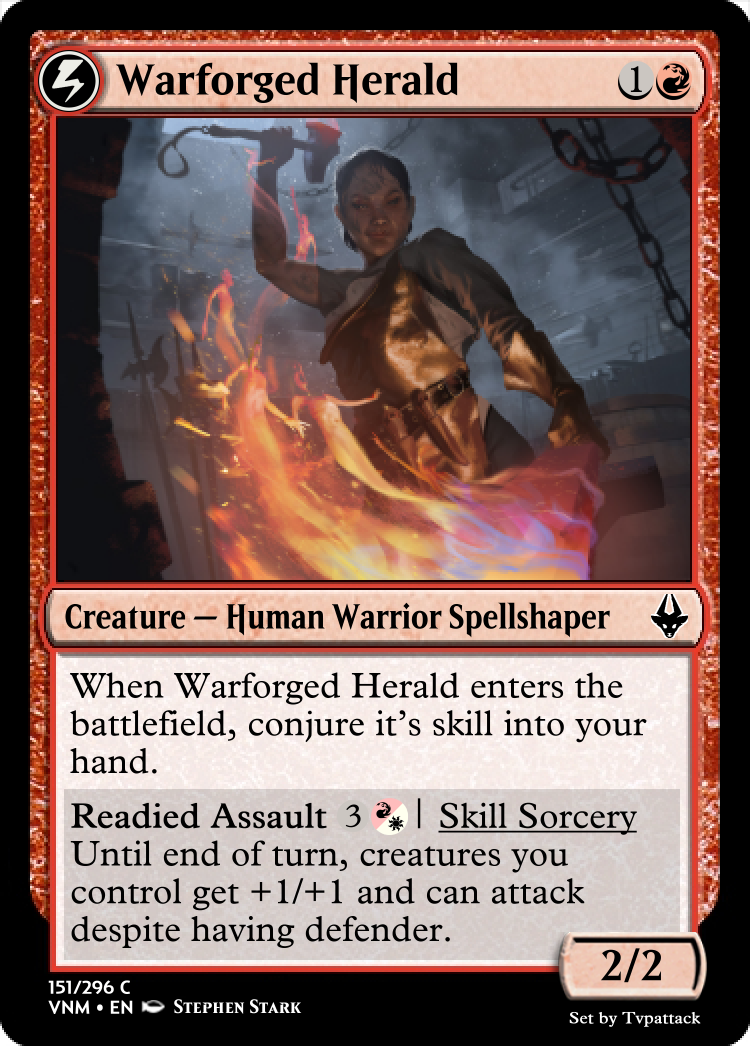 Warforged Herald 1
Creature — Human Warrior Spellshaper
When Warforged Herald enters the
battlefield, conjure it's skill into your
hand.
Readied Assault 3 | Skill Sorcery
Until end of turn, creatures you
control get +1/+1 and can attack
despite having defender.
2/2
151/296 C
VNM • EN Stephen Stark
Set by Tvpattack